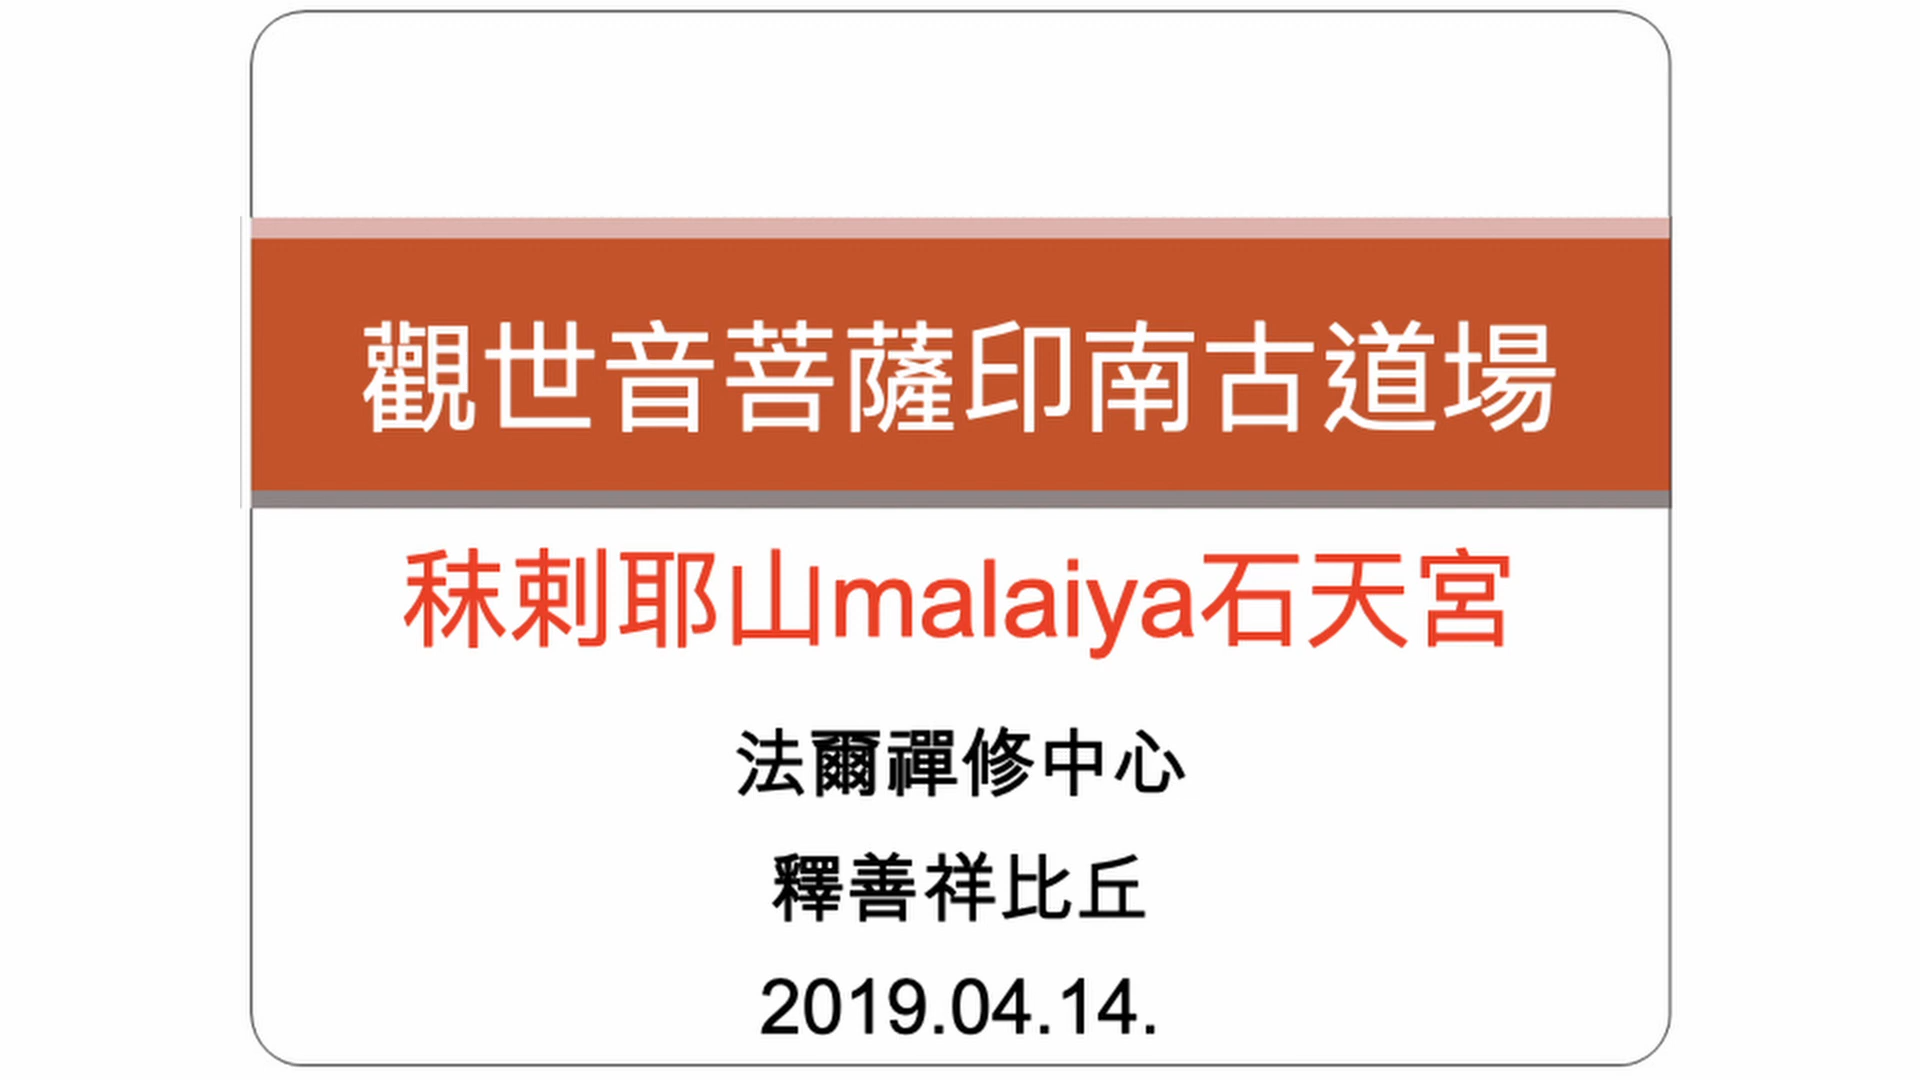 觀世音菩薩印南古道場
秣剌耶山malaiya石天宮
法爾禪修中心
釋善祥比丘
2019.04.14.